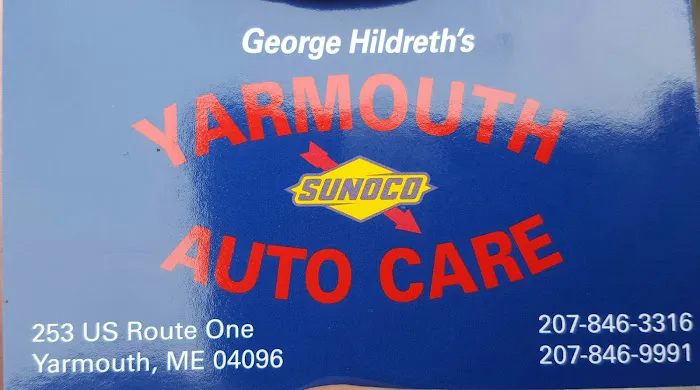 George Hildreth's
YARMOUTH
SUNOCO
AUTO CARE
253 US Route One
Yarmouth, ME 04096
207-846-3316
207-846-9991